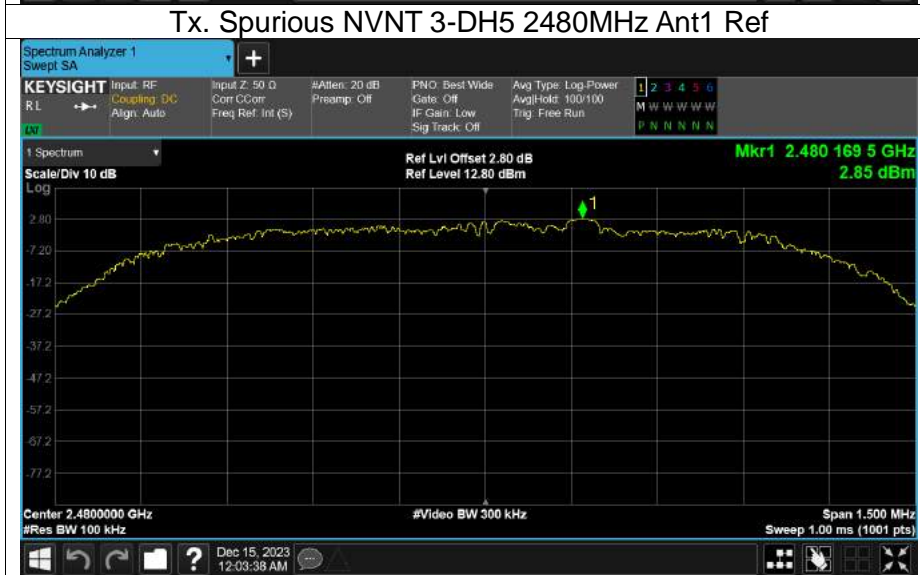 Tx. Spurious NVNT 3-DH5 2480MHz Ant1 Ref
Spectrum Analyzer 1
Swept SA
+
KEYSIGHT
R L
LXI
Input: RF
Coupling: DC
Align: Auto
Input Z: 50 Ω
Corr CCorr
Freq Ref: Int (S)
#Atten: 20 dB
Preamp: Off
PNO: Best Wide
Gate: Off
IF Gain: Low
Sig Track: Off
Avg Type: Log-Power
Avg|Hold: 100/100
Trig: Free Run
1 2 3 4 5 6
M W W W W W
P N N N N N
1 Spectrum
Scale/Div 10 dB
Log
Ref Lvl Offset 2.80 dB
Ref Level 12.80 dBm
Mkr1 2.480 169 5 GHz
2.85 dBm
1
2.80
-7.20
-17.2
-27.2
-37.2
-47.2
-57.2
-67.2
-77.2
Center 2.4800000 GHz
#Res BW 100 kHz
#Video BW 300 kHz
Span 1.500 MHz
Sweep 1.00 ms (1001 pts)
?
Dec 15, 2023
12:03:38 AM